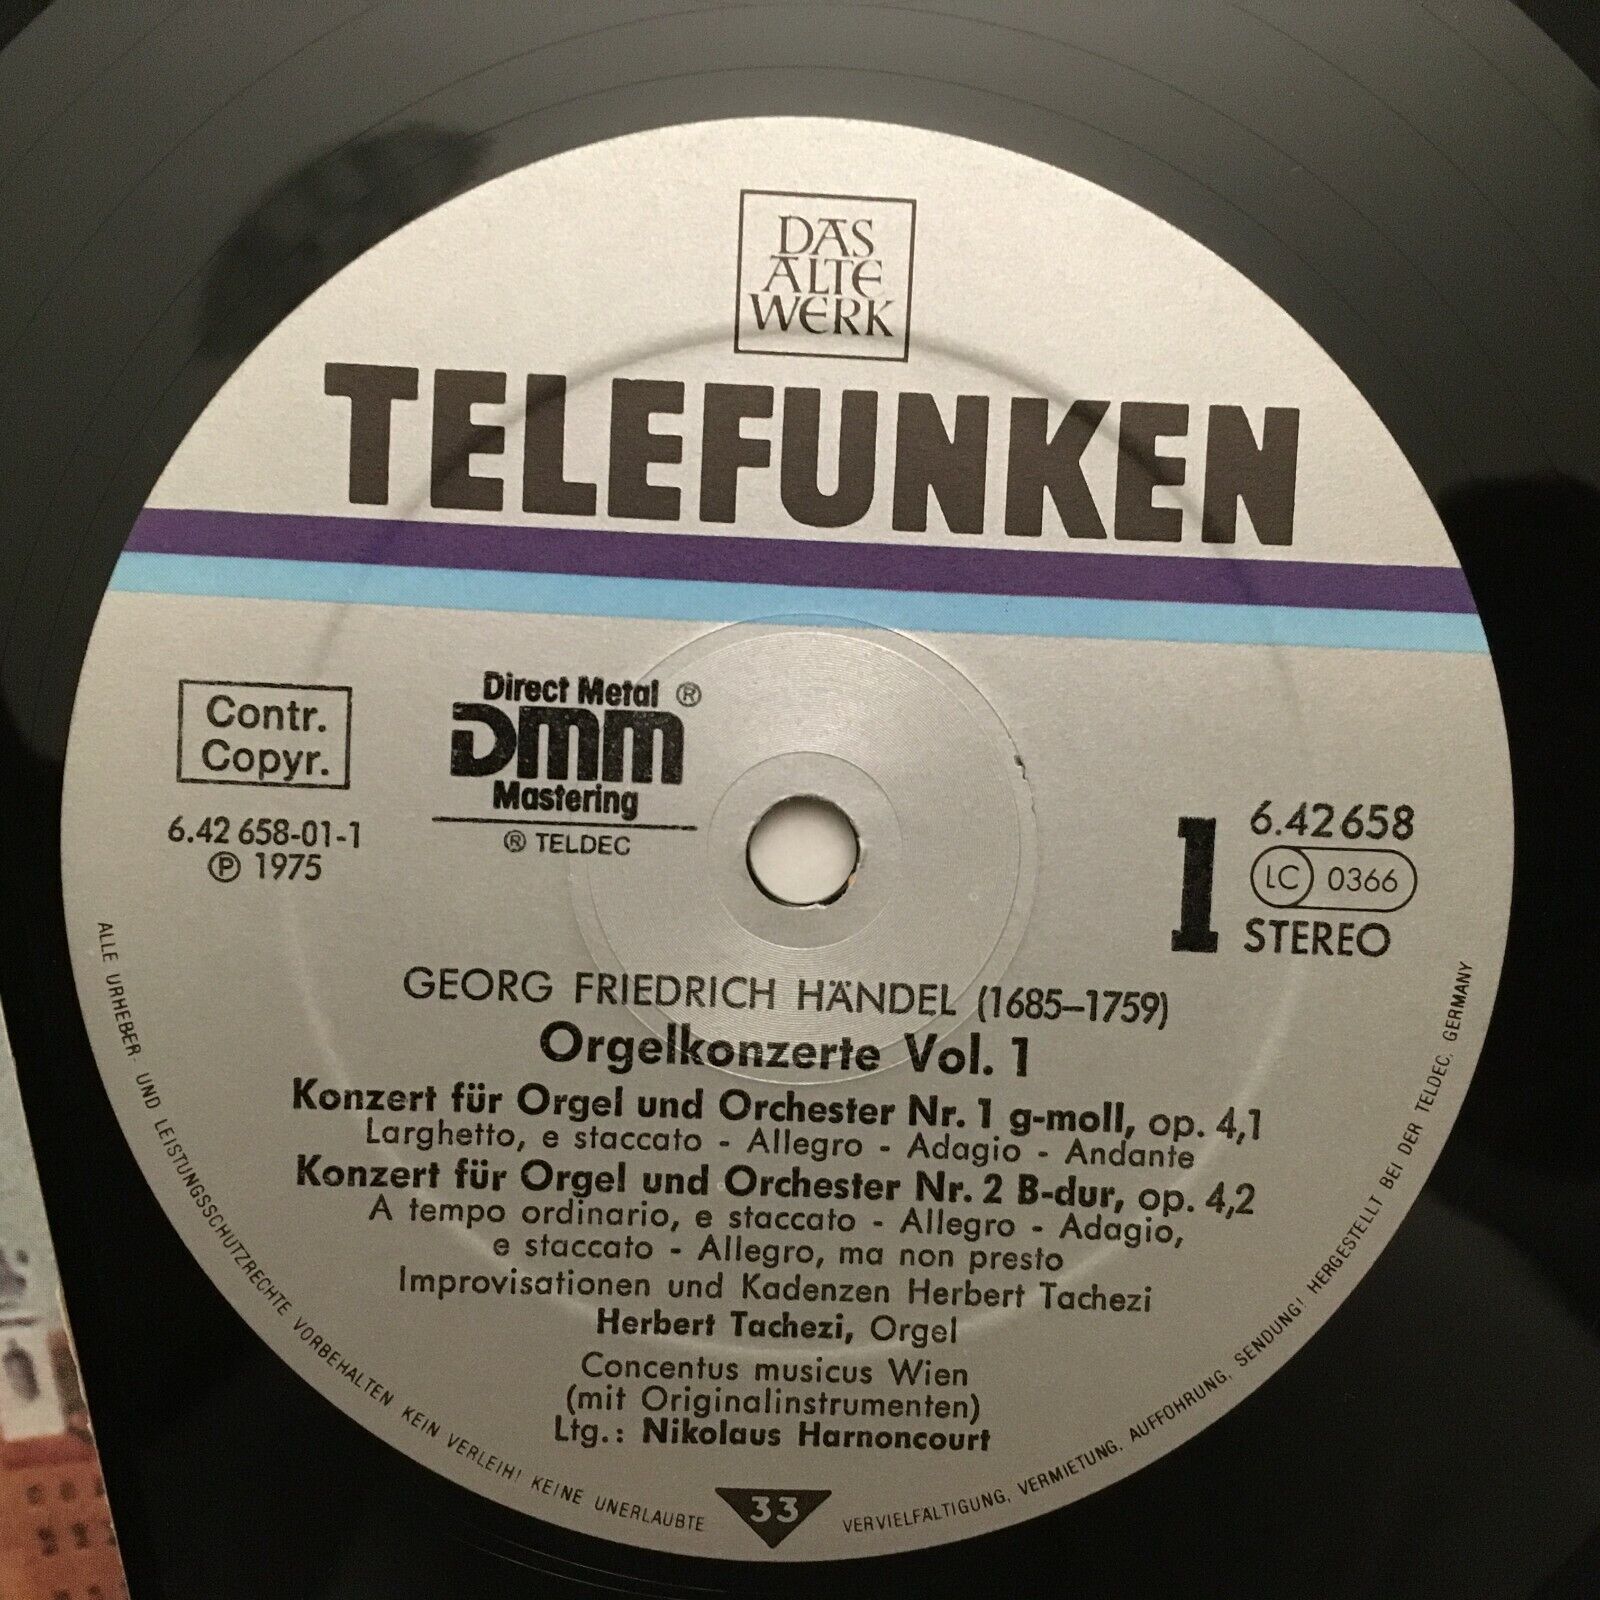 DAS
ALTE
WERK
TELEFUNKEN
Contr.
Copyr.
6.42 658-01-1
℗ 1975
Direct Metal ®
DMM
Mastering
® TELDEC
1
6.42658
LC 0366
STEREO
GEORG FRIEDRICH HÄNDEL (1685–1759)
Orgelkonzerte Vol. 1
Konzert für Orgel und Orchester Nr. 1 g-moll, op. 4,1
Larghetto, e staccato - Allegro - Adagio - Andante
Konzert für Orgel und Orchester Nr. 2 B-dur, op. 4,2
A tempo ordinario, e staccato - Allegro - Adagio,
e staccato - Allegro, ma non presto
Improvisationen und Kadenzen Herbert Tachezi
Herbert Tachezi, Orgel
Concentus musicus Wien
(mit Originalinstrumenten)
Ltg.: Nikolaus Harnoncourt
33
ALLE URHEBER- UND LEISTUNGSSCHUTZRECHTE VORBEHALTEN KEIN VERLEIH! KEINE UNERLAUBTE VERVIELFÄLTIGUNG, VERMIETUNG, AUFFÜHRUNG, SENDUNG! HERGESTELLT BEI DER TELDEC, GERMANY